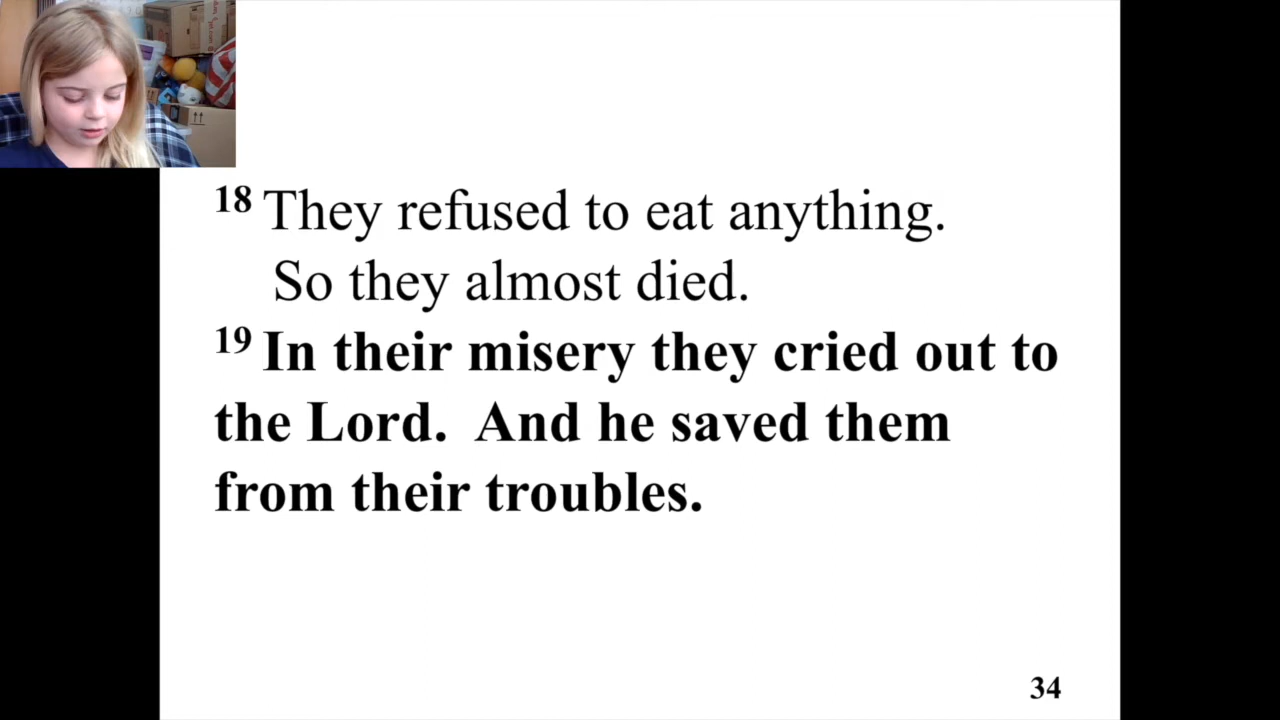 18 They refused to eat anything.
So they almost died.
19 In their misery they cried out to
the Lord.  And he saved them
from their troubles.
34